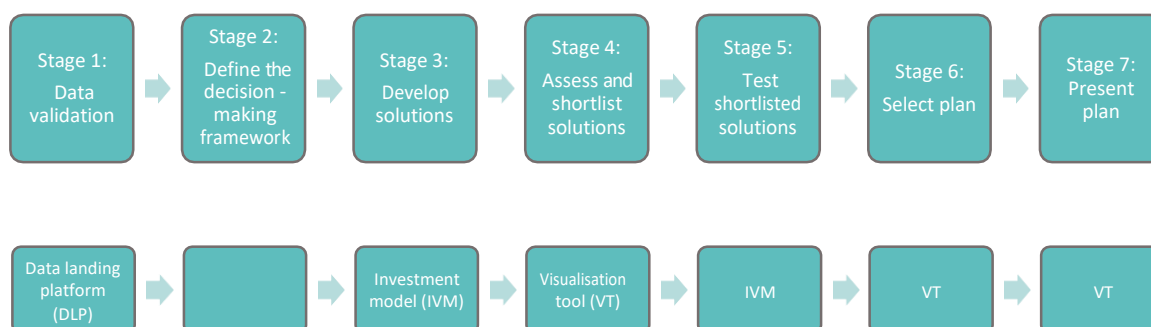 Stage 1:
Data
validation
Stage 2:
Define the
decision -
making
framework
Stage 3:
Develop
solutions
Stage 4:
Assess and
shortlist
solutions
Stage 5:
Test
shortlisted
solutions
Stage 6:
Select plan
Stage 7:
Present
plan
Data landing
platform
(DLP)
Investment
model (IVM)
Visualisation
tool (VT)
IVM
VT
VT